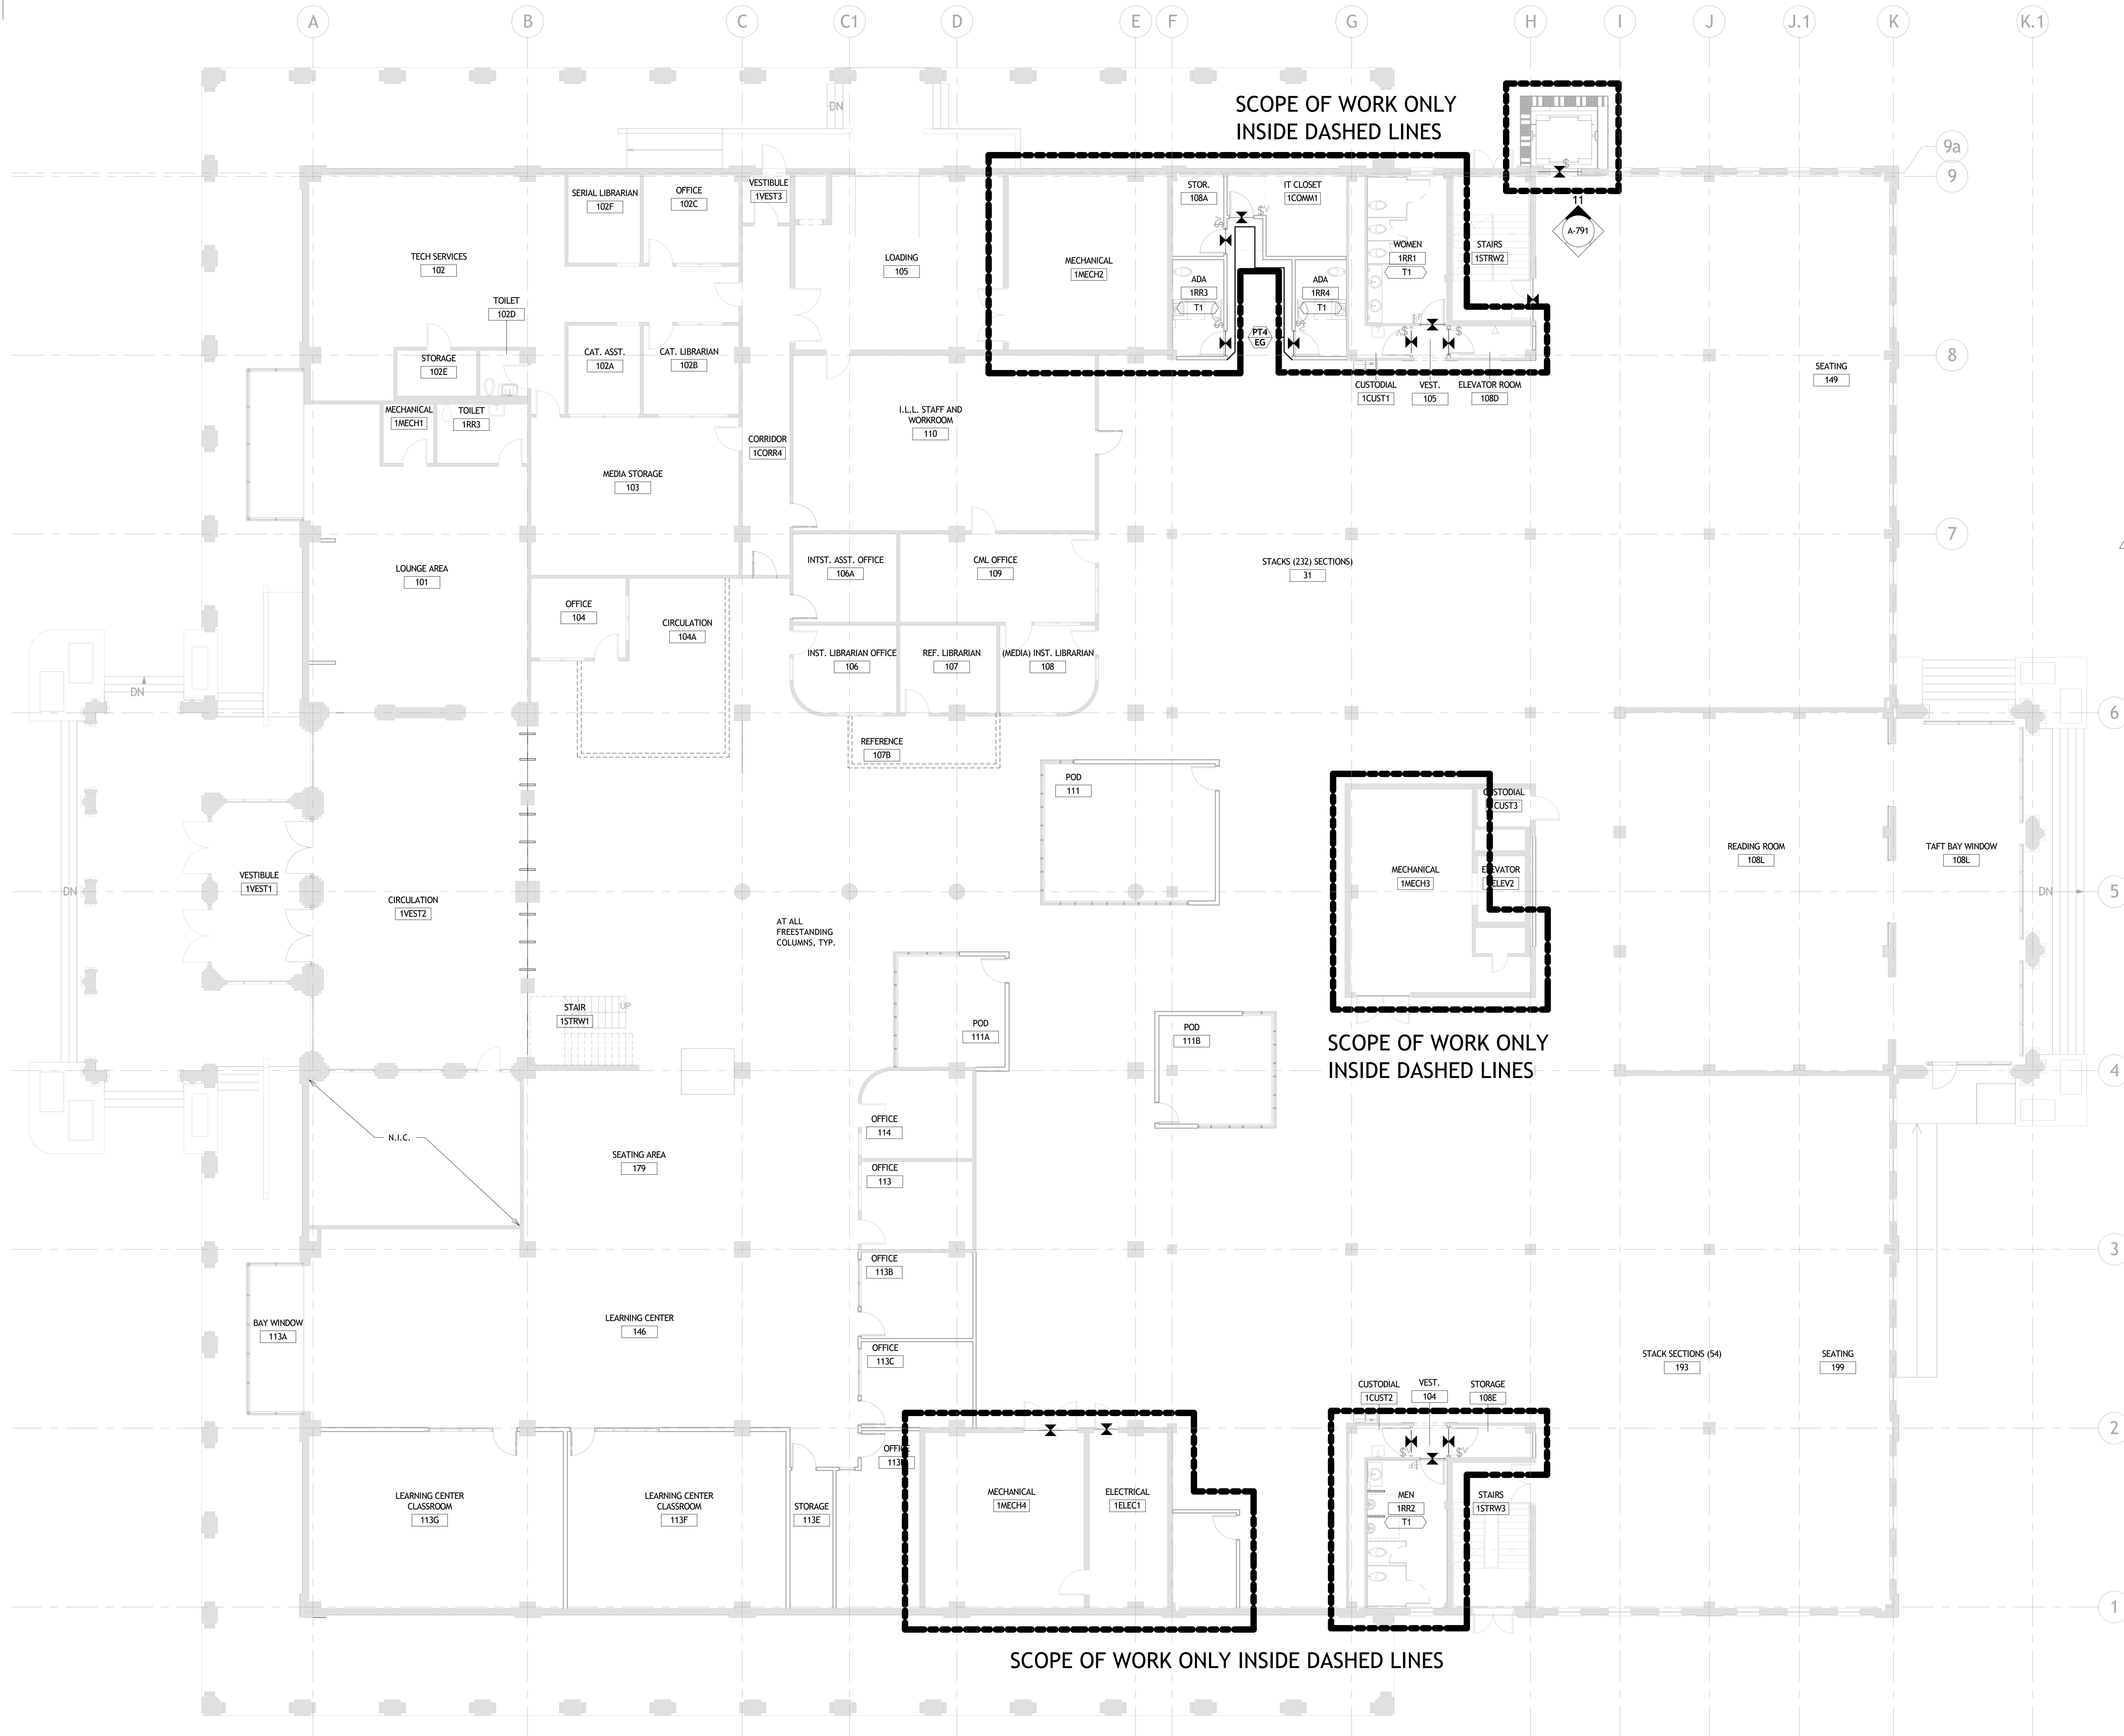 A
B
C
C1
D
E
F
G
H
I
J
J.1
K
K.1
SCOPE OF WORK ONLY
INSIDE DASHED LINES
DN
9a
9
11
A-791
SERIAL LIBRARIAN
102F
OFFICE
102C
VESTIBULE
1VEST3
STOR.
108A
IT CLOSET
1COMM1
TECH SERVICES
102
LOADING
105
MECHANICAL
1MECH2
WOMEN
1RR1
T1
STAIRS
1STRW2
ADA
1RR3
T1
ADA
1RR4
T1
TOILET
102D
PT4
EG
STORAGE
102E
CAT. ASST.
102A
CAT. LIBRARIAN
102B
8
SEATING
149
CUSTODIAL
1CUST1
VEST.
105
ELEVATOR ROOM
108D
MECHANICAL
1MECH1
TOILET
1RR3
I.L.L. STAFF AND
WORKROOM
110
CORRIDOR
1CORR4
MEDIA STORAGE
103
7
LOUNGE AREA
101
INTST. ASST. OFFICE
106A
CML OFFICE
109
STACKS (232) SECTIONS)
31
OFFICE
104
CIRCULATION
104A
INST. LIBRARIAN OFFICE
106
REF. LIBRARIAN
107
(MEDIA) INST. LIBRARIAN
108
DN
6
REFERENCE
107B
POD
111
CUSTODIAL
CUST3
READING ROOM
108L
TAFT BAY WINDOW
108L
MECHANICAL
1MECH3
ELEVATOR
ELEV2
VESTIBULE
1VEST1
DN
CIRCULATION
1VEST2
DN
5
AT ALL
FREESTANDING
COLUMNS, TYP.
STAIR
1STRW1
UP
POD
111A
POD
111B
SCOPE OF WORK ONLY
INSIDE DASHED LINES
4
OFFICE
114
N.I.C.
SEATING AREA
179
OFFICE
113
3
OFFICE
113B
BAY WINDOW
113A
LEARNING CENTER
146
OFFICE
113C
STACK SECTIONS (54)
193
SEATING
199
CUSTODIAL
1CUST2
VEST.
104
STORAGE
108E
2
OFFICE
LEARNING CENTER
CLASSROOM
113G
LEARNING CENTER
CLASSROOM
113F
STORAGE
113E
MECHANICAL
1MECH4
ELECTRICAL
1ELEC1
MEN
1RR2
T1
STAIRS
1STRW3
1
SCOPE OF WORK ONLY INSIDE DASHED LINES